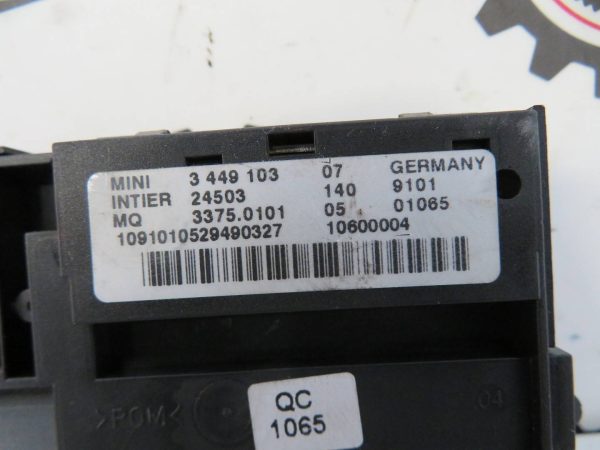 MINI 3 449 103 07 GERMANY
INTIER 24503 140 9101
MQ 3375.0101 05 01065
1091010529490327 10600004
QC
1065
>POM<
04